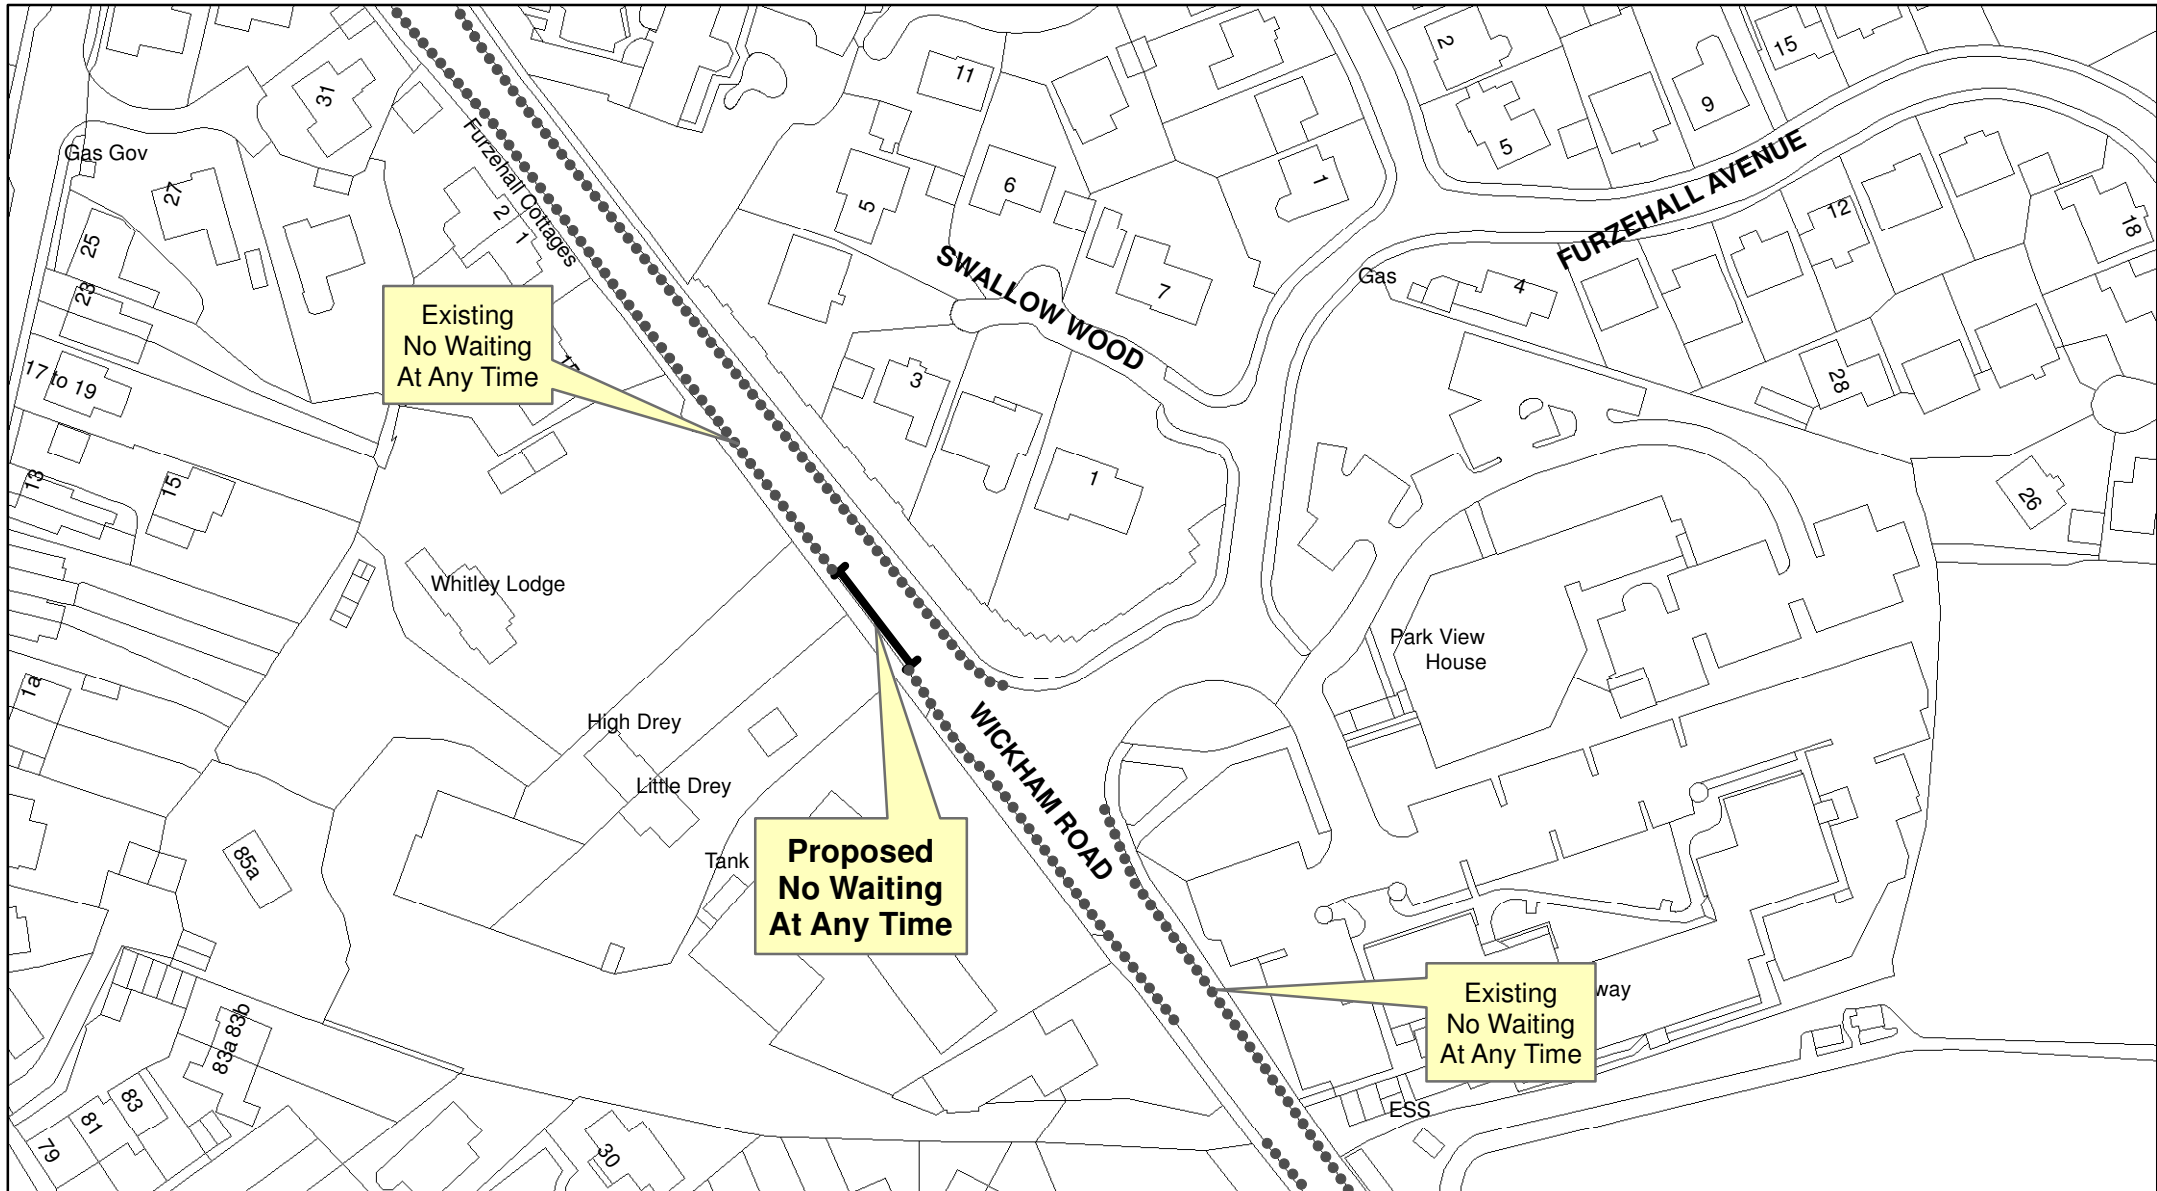 31
11
2
15
9
5
Gas Gov
27
Furzehall Cottages
2
1
5
6
1
FURZEHALL AVENUE
12
18
25
23
SWALLOW WOOD
7
Gas
4
Existing
No Waiting
At Any Time
17 to 19
3
28
13
15
1
26
Whitley Lodge
Park View
House
1a
High Drey
Little Drey
WICKHAM ROAD
Tank
Proposed
No Waiting
At Any Time
85a
Existing
No Waiting
At Any Time
way
83a 83b
83
81
79
30
ESS